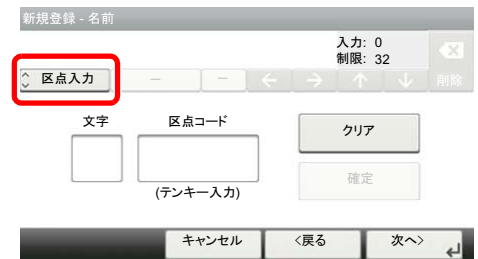 新規登録 - 名前
入力: 0
制限: 32
区点入力 － － ← → ↑ ↓ 削除
文字 区点コード クリア
(テンキー入力) 確定
キャンセル 〈戻る 次へ〉